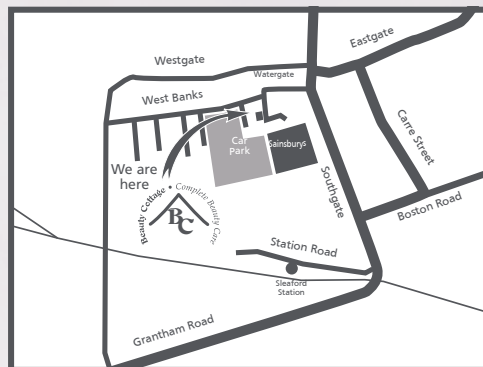 Eastgate
Westgate
Watergate
West Banks
Carre Street
Car
Park
Sainsburys
We are
here
Southgate
Beauty Cottage • Complete Beauty Care
BC
Boston Road
Station Road
Sleaford
Station
Grantham Road